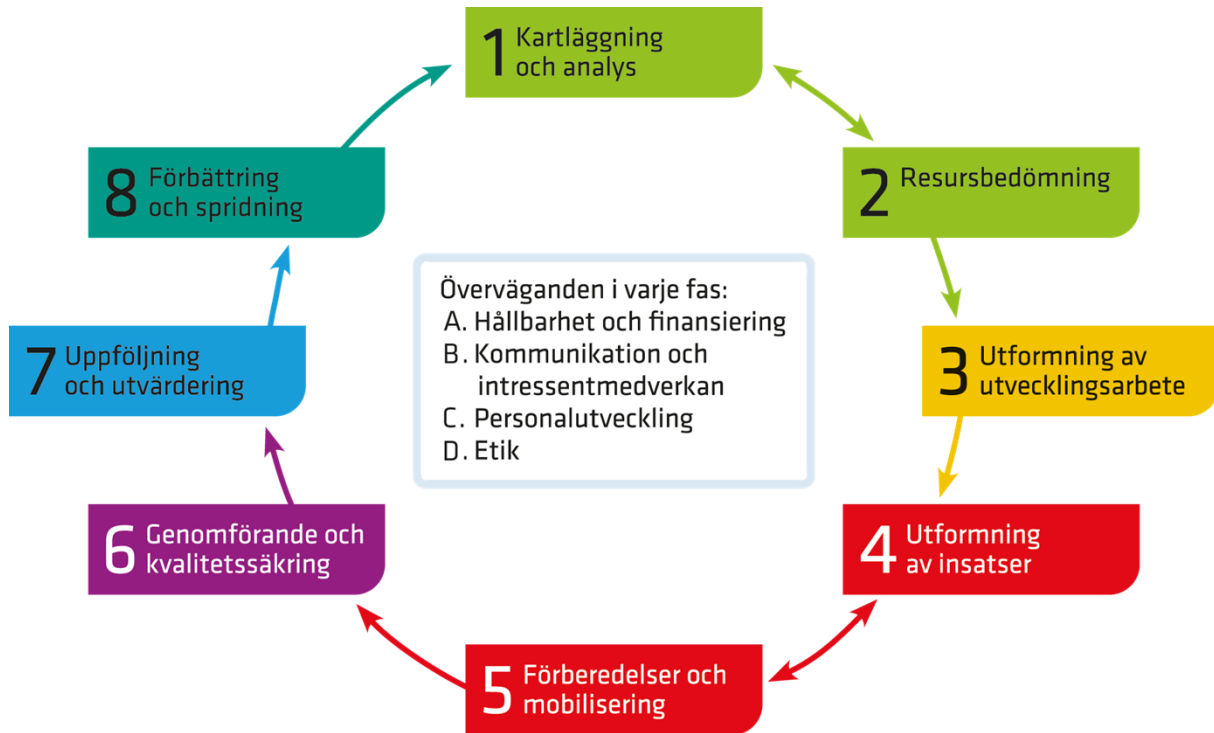 1 Kartläggning
och analys
2 Resursbedömning
3 Utformning av
utvecklingsarbete
4 Utformning
av insatser
5 Förberedelser och
mobilisering
6 Genomförande och
kvalitetssäkring
7 Uppföljning
och utvärdering
8 Förbättring
och spridning
Överväganden i varje fas:
A. Hållbarhet och finansiering
B. Kommunikation och
intressentmedverkan
C. Personalutveckling
D. Etik